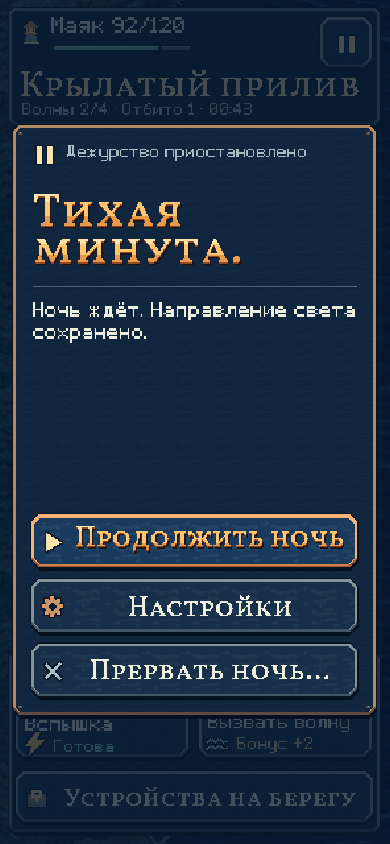 Маяк 92/120
Крылатый прилив
Волны 2/4 · Отбито 1 · 00:43
Дежурство приостановлено
Тихая
минута.
Ночь ждёт. Направление света
сохранено.
Продолжить ночь
Настройки
Прервать ночь...
Вспышка
Готова
Вызвать волну
Бонус +2
Устройства на берегу